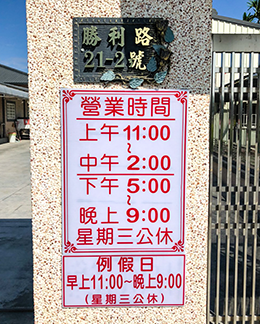 勝利路
21-2號
營業時間
上午11:00
~
中午2:00
下午5:00
~
晚上9:00
星期三公休
例假日
早上11:00~晚上9:00
(星期三公休)